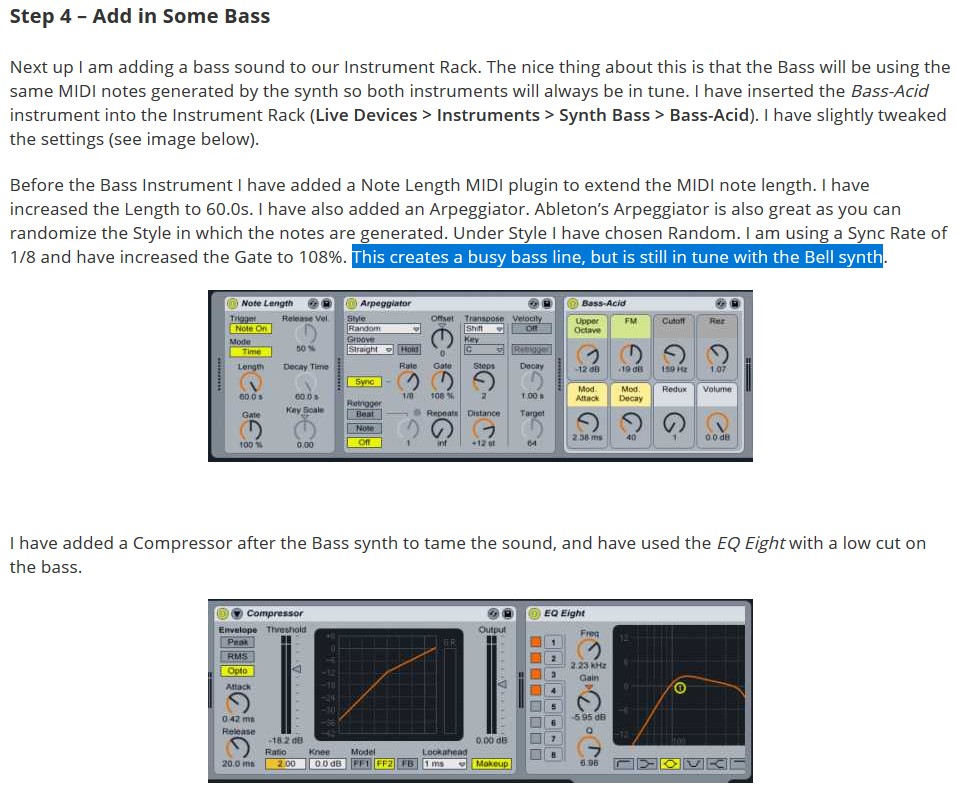 Step 4 – Add in Some Bass
Next up I am adding a bass sound to our Instrument Rack. The nice thing about this is that the Bass will be using the
same MIDI notes generated by the synth so both instruments will always be in tune. I have inserted the Bass-Acid
instrument into the Instrument Rack (Live Devices > Instruments > Synth Bass > Bass-Acid). I have slightly tweaked
the settings (see image below).
Before the Bass Instrument I have added a Note Length MIDI plugin to extend the MIDI note length. I have
increased the Length to 60.0s. I have also added an Arpeggiator. Ableton’s Arpeggiator is also great as you can
randomize the Style in which the notes are generated. Under Style I have chosen Random. I am using a Sync Rate of
1/8 and have increased the Gate to 108%. This creates a busy bass line, but is still in tune with the Bell synth.
Note Length Arpeggiator Bass-Acid
Trigger Release Vel. Style Offset Transpose Velocity Upper Octave FM Cutoff Rez
Note On Random Shift Off
Mode Groove Key
Time 50 % Straight Hold 0 C Retrigger
Length Decay Time Rate Gate Steps Decay -12 dB -19 dB 159 Hz 1.07
Sync Mod. Attack Mod. Decay Redux Volume
60.0 s 60.0 s 1/8 108 % 2 1.00 s
Gate Key Scale Retrigger
Beat Repeats Distance Target
Note
100 % 0.00 Off 1 inf +12 st 64 2.38 ms 40 1 0.0 dB
I have added a Compressor after the Bass synth to tame the sound, and have used the EQ Eight with a low cut on
the bass.
Compressor EQ Eight
Envelope Threshold Output Freq
Peak +6 GR 1 12
RMS 0 2 2.23 kHz
Opto -6 3 Gain 6
Attack -12 4 0
0.42 ms -18 5 -5.95 dB -6
Release -24 6 Q
-30 7 -12
-36 8 100
20.0 ms -18.2 dB 0.00 dB 6.98
Ratio Knee Model Lookahead
2.00 0.0 dB FF1 FF2 FB 1 ms Makeup